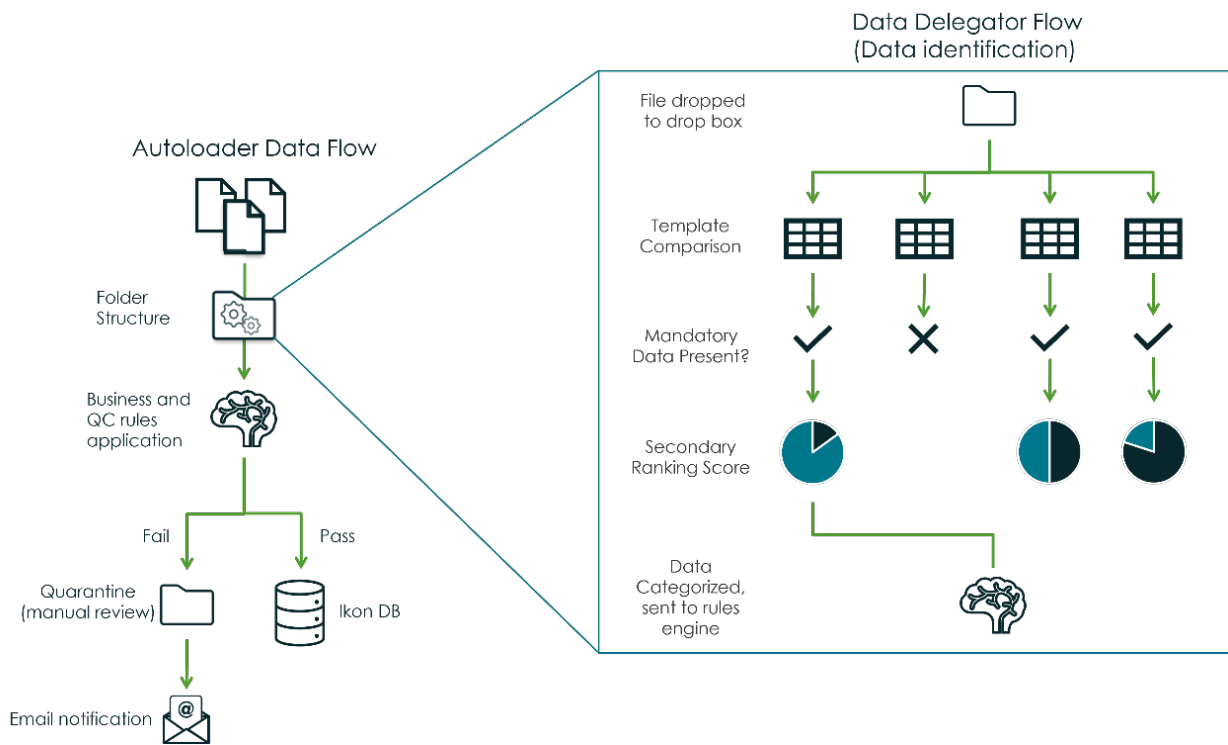 Data Delegator Flow
(Data identification)
File dropped
to drop box
Autoloader Data Flow
Template
Comparison
Folder
Structure
Mandatory
Data Present?
Business and
QC rules
application
Secondary
Ranking Score
Fail
Pass
Quarantine
(manual review)
Ikon DB
Data
Categorized,
sent to rules
engine
Email notification
@